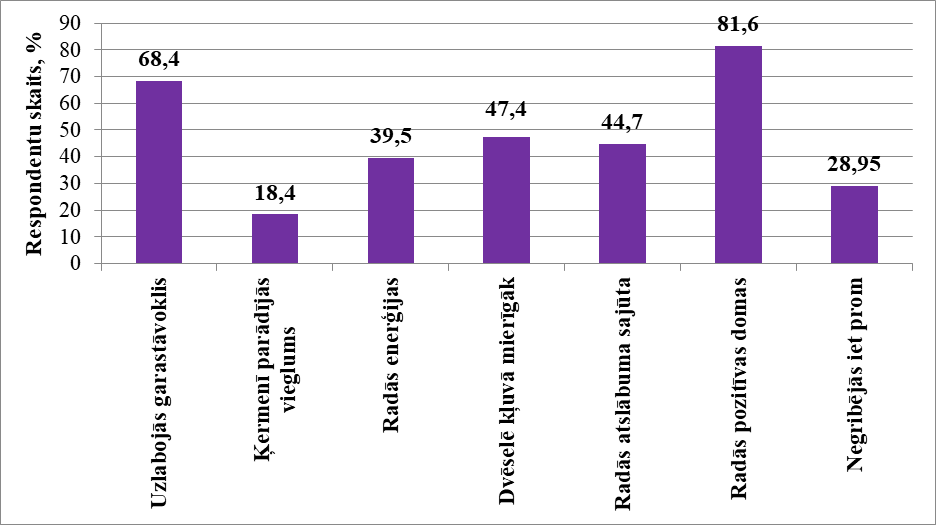 Respondentu skaits, %
90
80
70
60
50
40
30
20
10
0
68,4
18,4
39,5
47,4
44,7
81,6
28,95
Uzlabojās garastāvoklis
Ķermenī parādījās
vieglums
Radās enerģijas
Dvēselē kļuvā mierīgāk
Radās atslābuma sajūta
Radās pozitīvas domas
Negribējās iet prom